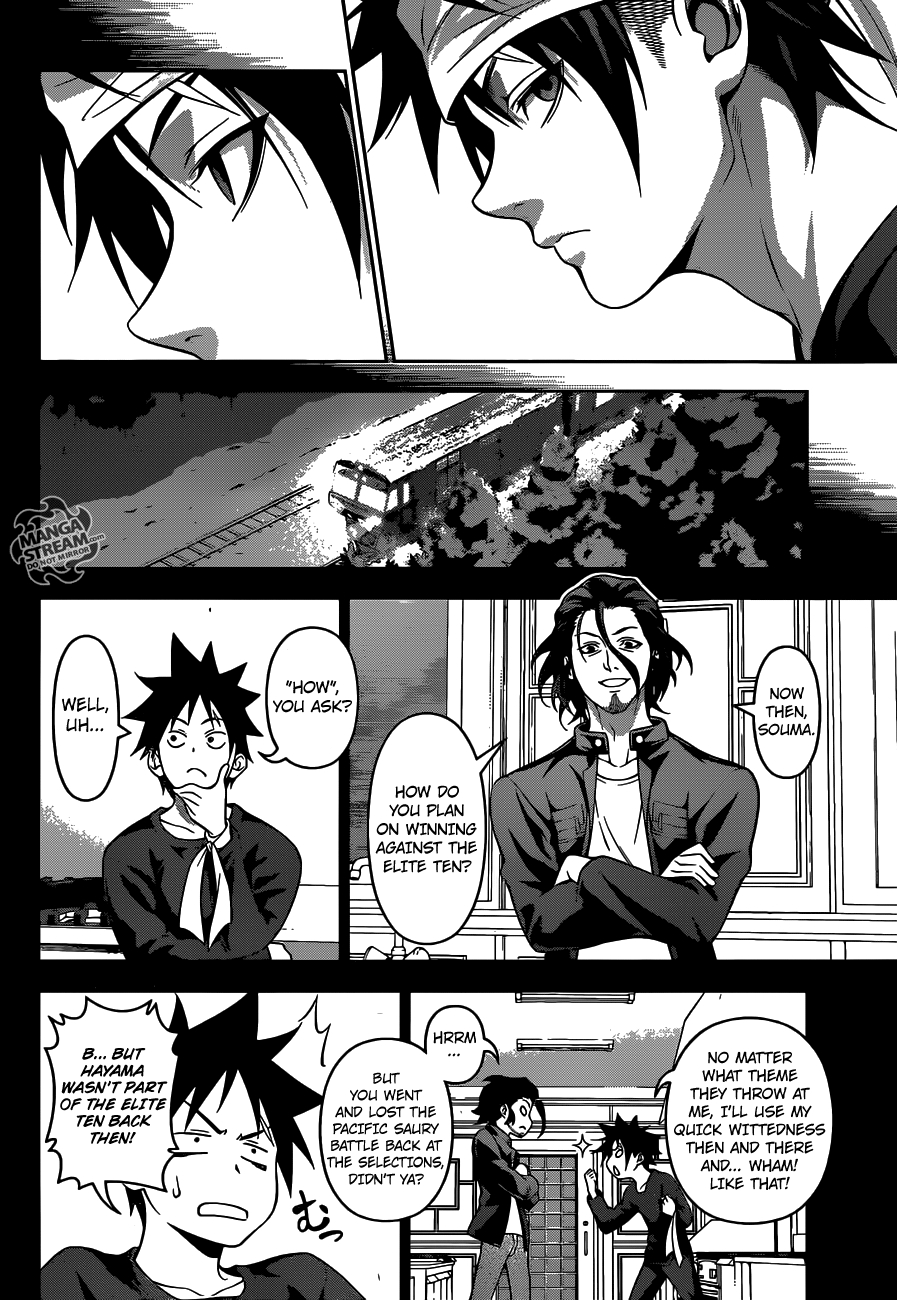 MANGA
STREAM.com
DO NOT MIRROR
NOW
THEN,
SOUMA.
HOW DO
YOU PLAN
ON WINNING
AGAINST THE
ELITE TEN?
"HOW",
YOU ASK?
WELL,
UH...
NO MATTER
WHAT THEME
THEY THROW AT
ME, I'LL USE MY
QUICK WITTEDNESS
THEN AND THERE
AND... WHAM!
LIKE THAT!
HRRM
...
BUT
YOU WENT
AND LOST THE
PACIFIC SAURY
BATTLE BACK AT
THE SELECTIONS,
DIDN'T YA?
B... BUT
HAYAMA
WASN'T PART
OF THE ELITE
TEN BACK
THEN!
むっ